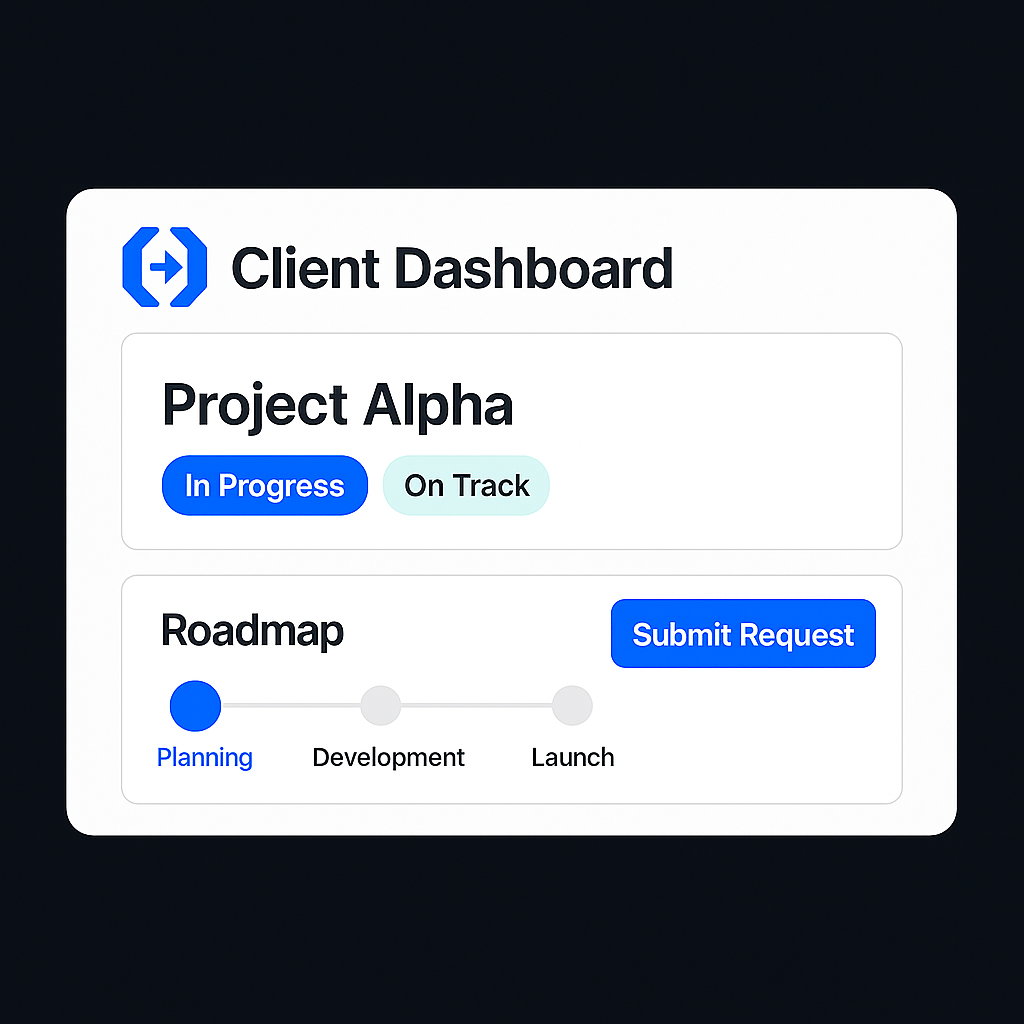 Client Dashboard
Project Alpha
In Progress On Track
Roadmap Submit Request
Planning Development Launch